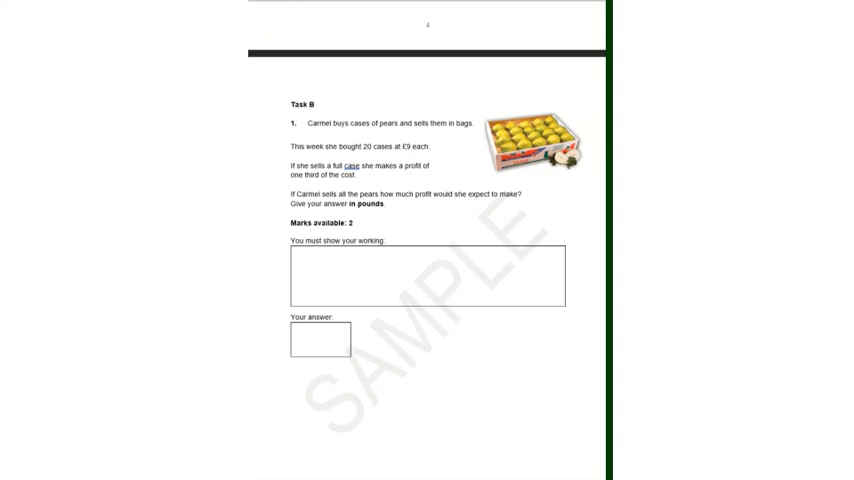 4
Task B
1. Carmel buys cases of pears and sells them in bags.
This week she bought 20 cases at £9 each.
If she sells a full case she makes a profit of
one third of the cost.
If Carmel sells all the pears how much profit would she expect to make?
Give your answer in pounds.
Marks available: 2
You must show your working:
Your answer:
SAMPLE